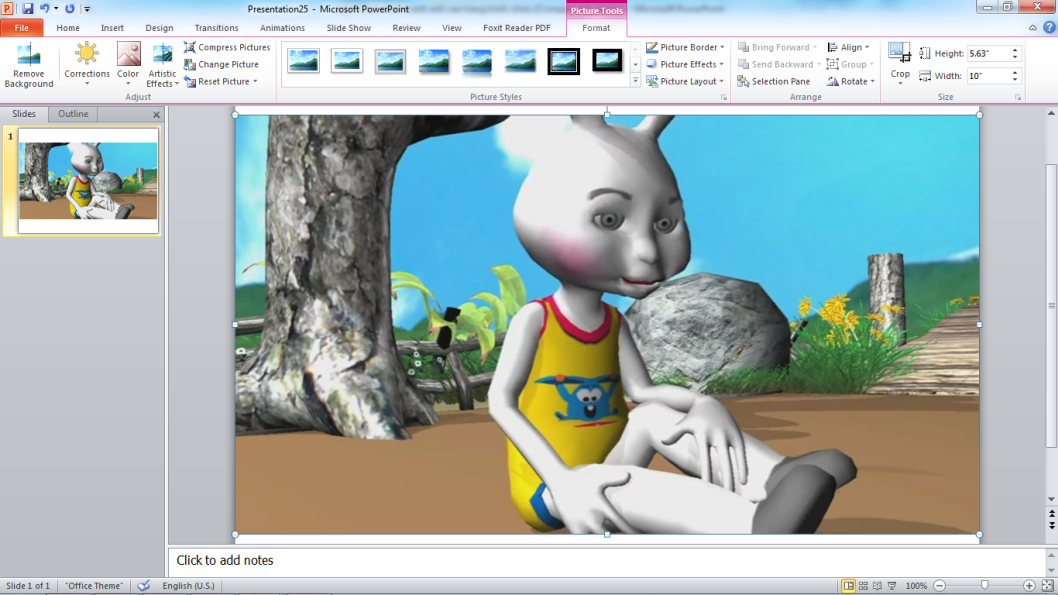 Presentation25 - Microsoft PowerPoint
Picture Tools
File Home Insert Design Transitions Animations Slide Show Review View Foxit Reader PDF Format
Remove Background
Corrections
Color
Artistic Effects
Compress Pictures
Change Picture
Reset Picture
Adjust
Picture Styles
Picture Border
Picture Effects
Picture Layout
Bring Forward
Send Backward
Selection Pane
Align
Group
Rotate
Arrange
Crop
Height: 5.63"
Width: 10"
Size
Slides Outline
1
Click to add notes
Slide 1 of 1 "Office Theme" English (U.S.) 100%